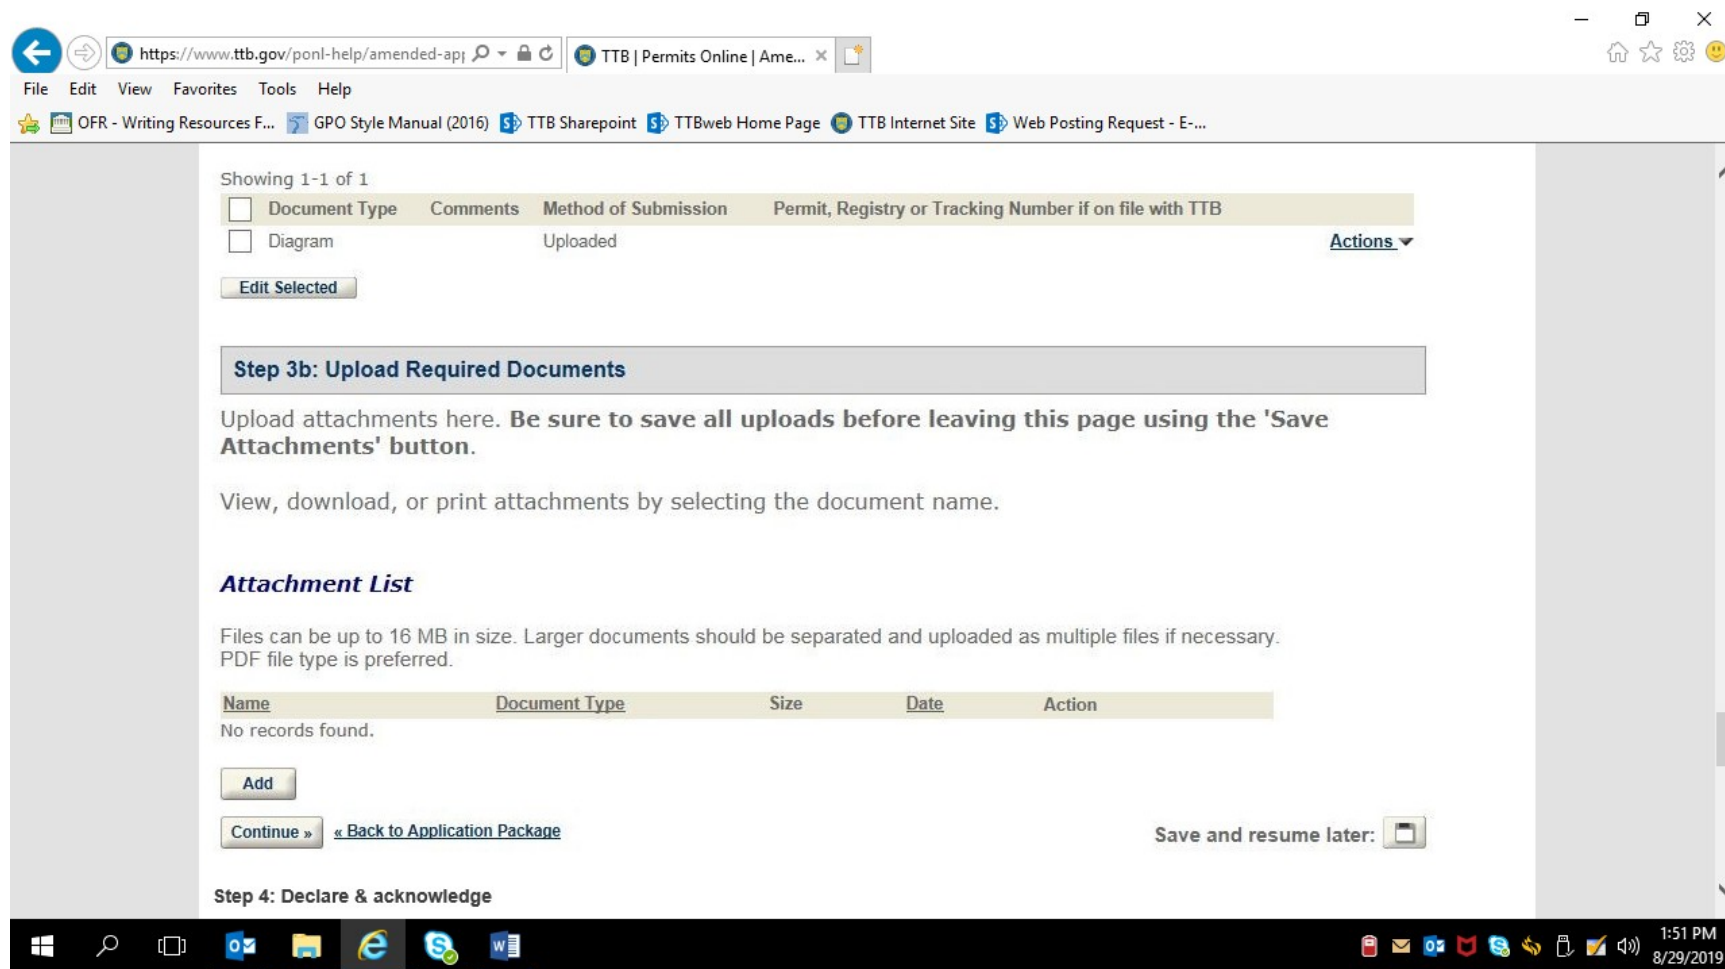 https://www.ttb.gov/ponl-help/amended-ap
TTB | Permits Online | Ame...
File Edit View Favorites Tools Help
OFR - Writing Resources F... GPO Style Manual (2016) TTB Sharepoint TTBweb Home Page TTB Internet Site Web Posting Request - E-...
Showing 1-1 of 1
Document Type Comments Method of Submission Permit, Registry or Tracking Number if on file with TTB
Diagram Uploaded Actions
Edit Selected
Step 3b: Upload Required Documents
Upload attachments here. Be sure to save all uploads before leaving this page using the 'Save
Attachments' button.
View, download, or print attachments by selecting the document name.
Attachment List
Files can be up to 16 MB in size. Larger documents should be separated and uploaded as multiple files if necessary.
PDF file type is preferred.
Name Document Type Size Date Action
No records found.
Add
Continue » « Back to Application Package Save and resume later:
Step 4: Declare & acknowledge
1:51 PM
8/29/2019